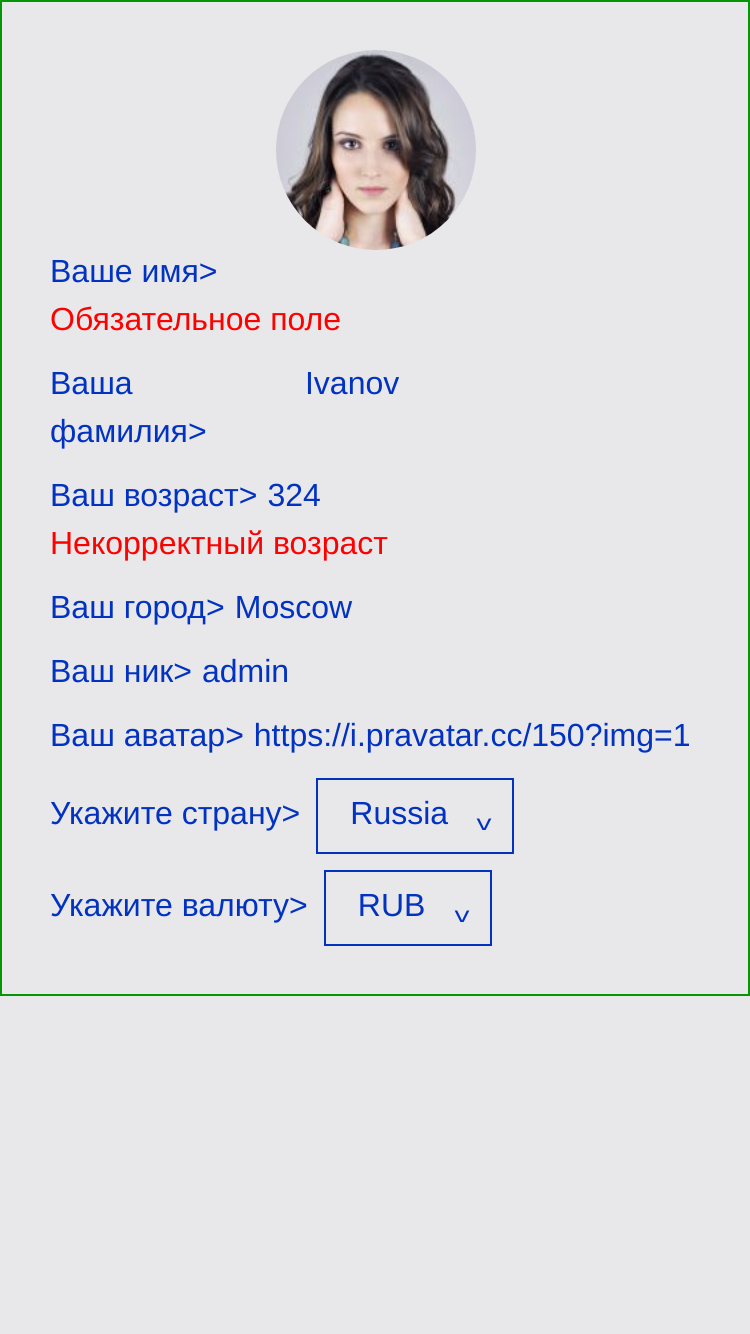 Ваше имя>
Обязательное поле
Ваша Ivanov
фамилия>
Ваш возраст> 324
Некорректный возраст
Ваш город> Moscow
Ваш ник> admin
Ваш аватар> https://i.pravatar.cc/150?img=1
Укажите страну> Russia
Укажите валюту> RUB